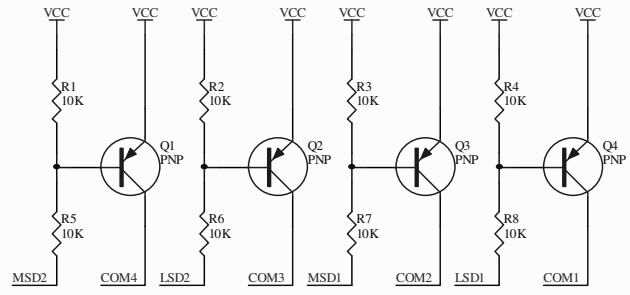 VCC VCC VCC VCC VCC VCC VCC VCC
R1 R2 R3 R4
10K 10K 10K 10K
Q1 Q2 Q3 Q4
PNP PNP PNP PNP
R5 R6 R7 R8
10K 10K 10K 10K
MSD2 COM4 LSD2 COM3 MSD1 COM2 LSD1 COM1